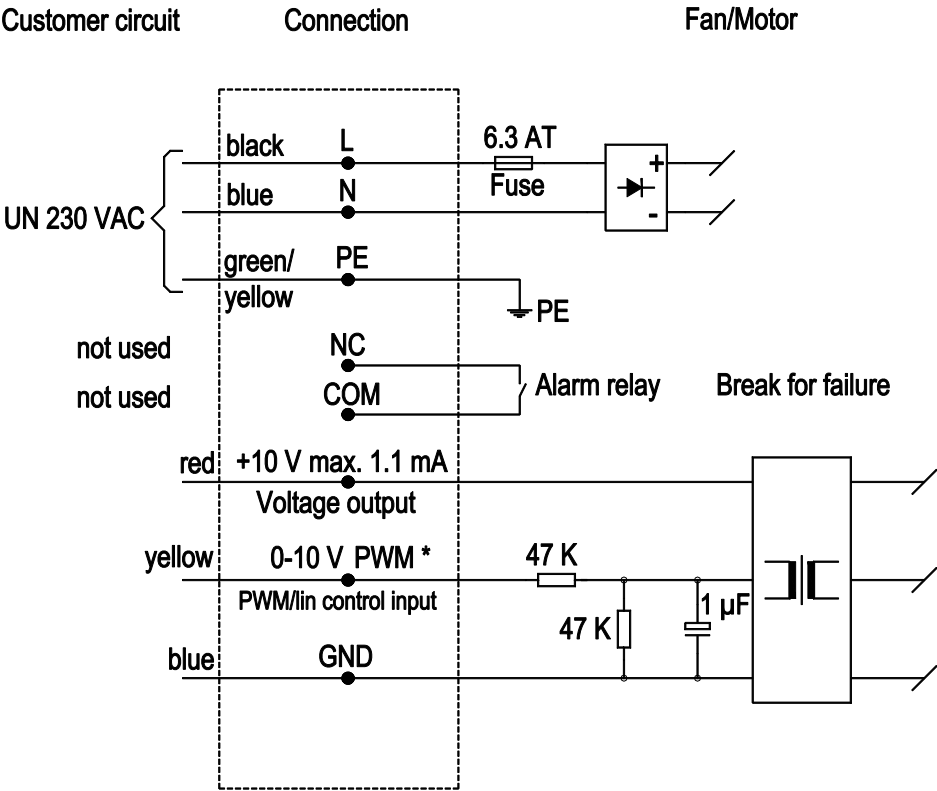 Customer circuit
Connection
Fan/Motor
black
L
6.3 AT
Fuse
+
blue
N
-
UN 230 VAC
green/
yellow
PE
PE
not used
NC
not used
COM
Alarm relay
Break for failure
red
+10 V max. 1.1 mA
Voltage output
yellow
0-10 V PWM *
PWM/lin control input
47 K
47 K
1 µF
blue
GND